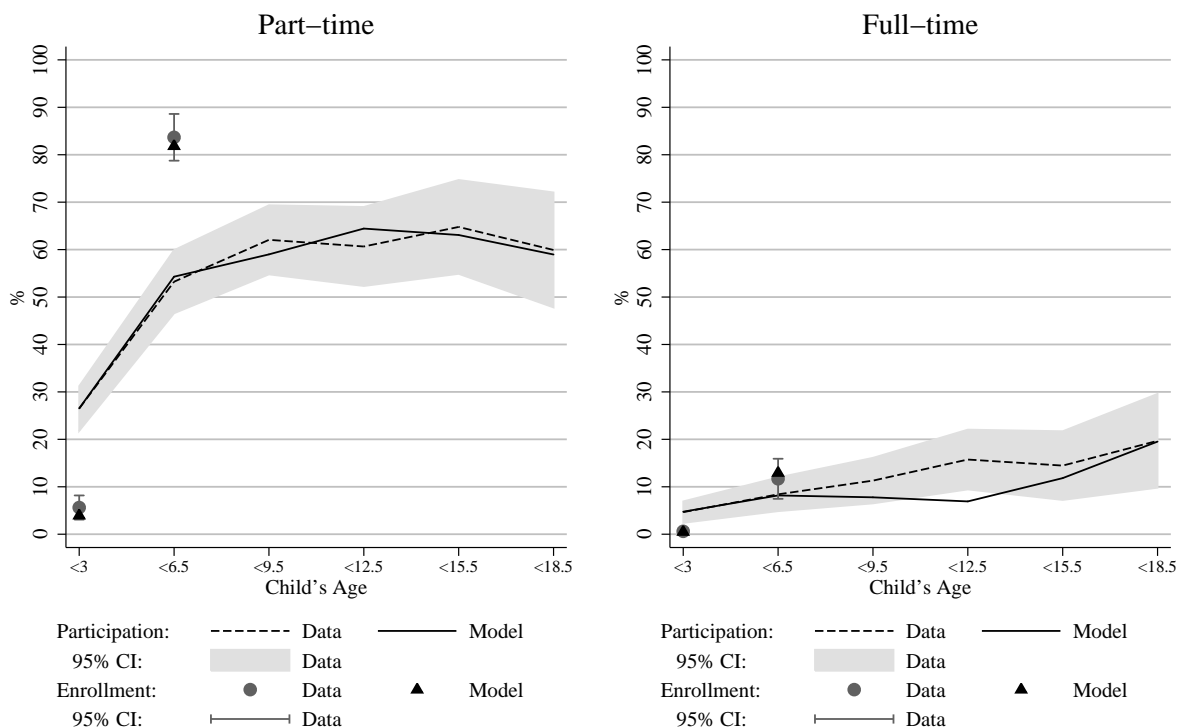 Part–time
100
90
80
70
60
50
40
30
20
10
0
%
<3 <6.5 <9.5 <12.5 <15.5 <18.5
Child's Age
Participation: Data Model
95% CI: Data
Enrollment: Data Model
95% CI: Data
Full–time
100
90
80
70
60
50
40
30
20
10
0
%
<3 <6.5 <9.5 <12.5 <15.5 <18.5
Child's Age
Participation: Data Model
95% CI: Data
Enrollment: Data Model
95% CI: Data